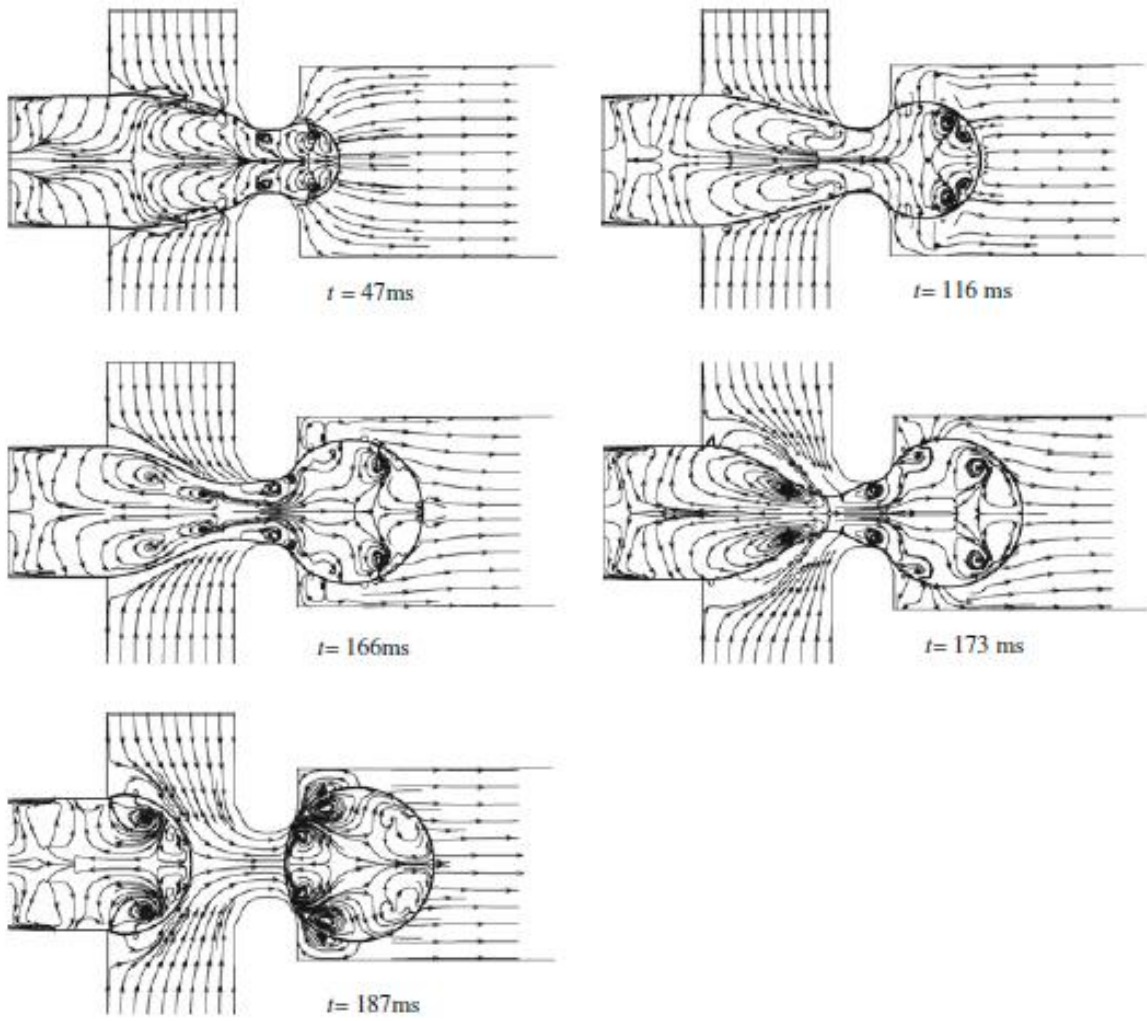 t = 47ms
t= 116 ms
t= 166ms
t= 173 ms
t= 187ms